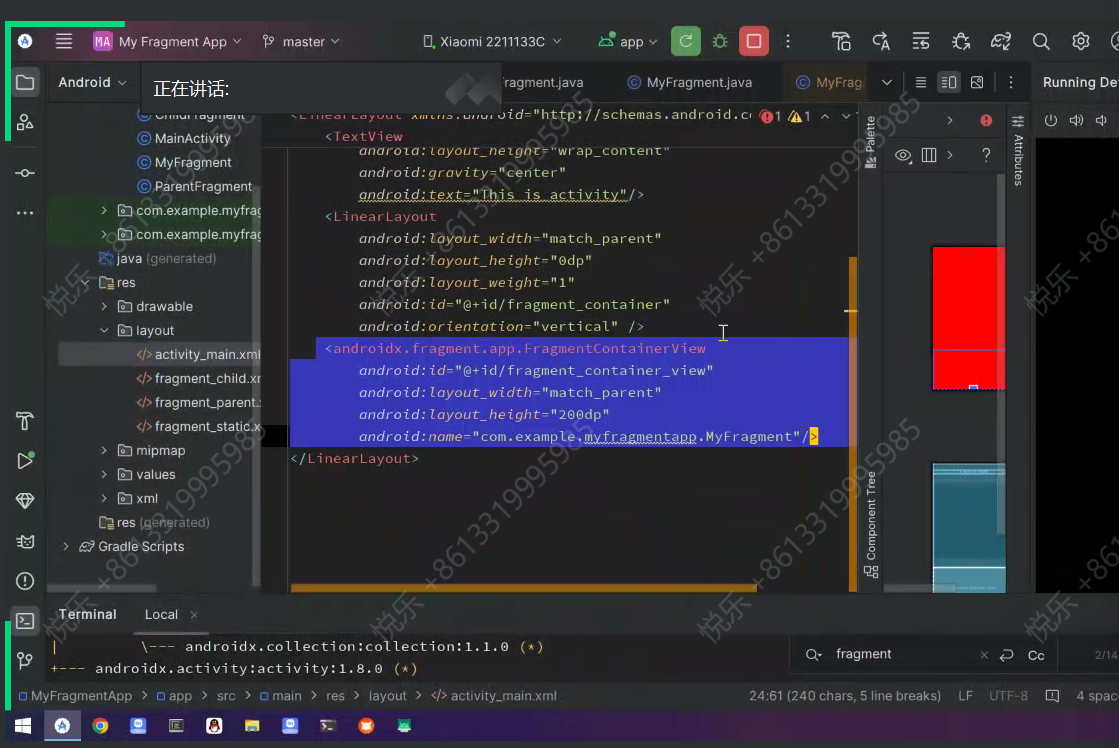 MA My Fragment App master Xiaomi 2211133C app
Android
正在讲话:
ragment.java MyFragment.java MyFrag
Running De
ChildFragment
MainActivity
MyFragment
ParentFragment
com.example.myfrag
com.example.myfrag
java (generated)
res
drawable
layout
activity_main.xml
fragment_child.xr
fragment_parent.
fragment_static.x
mipmap
values
xml
res (generated)
Gradle Scripts
<LinearLayout xmlns:android="http://schemas.android.co
1 1
<TextView
android:layout_height="wrap_content"
android:gravity="center"
android:text="This is activity"/>
<LinearLayout
android:layout_width="match_parent"
android:layout_height="0dp"
android:layout_weight="1"
android:id="@+id/fragment_container"
android:orientation="vertical" />
<androidx.fragment.app.FragmentContainerView
android:id="@+id/fragment_container_view"
android:layout_width="match_parent"
android:layout_height="200dp"
android:name="com.example.myfragmentapp.MyFragment"/>
</LinearLayout>
Palette
Attributes
Component Tree
Terminal Local
| \--- androidx.collection:collection:1.1.0 (*)
+--- androidx.activity:activity:1.8.0 (*)
fragment Cc 2/14
MyFragmentApp > app > src > main > res > layout > activity_main.xml
24:61 (240 chars, 5 line breaks) LF UTF-8 4 spac
悦乐 +8613319995985